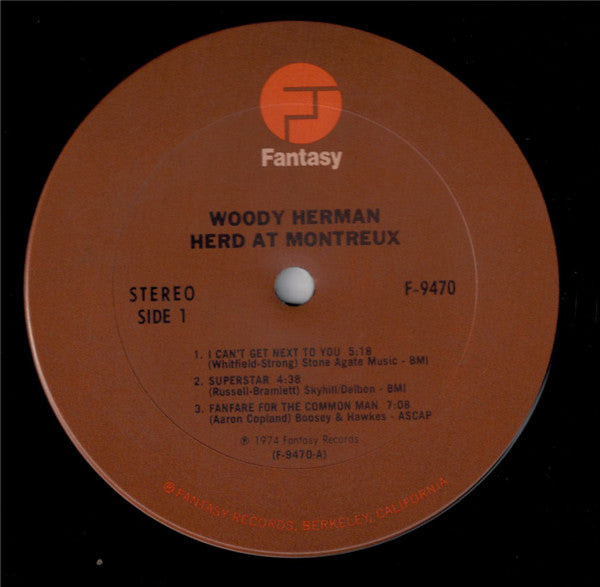 Fantasy
WOODY HERMAN
HERD AT MONTREUX
STEREO
SIDE 1
F-9470
1. I CAN'T GET NEXT TO YOU 5:18
(Whitfield-Strong) Stone Agate Music - BMI
2. SUPERSTAR 4:38
(Russell-Bramlett) Skyhill/Delbon - BMI
3. FANFARE FOR THE COMMON MAN 7:08
(Aaron Copland) Boosey & Hawkes - ASCAP
℗ 1974 Fantasy Records
(F-9470-A)
℗ FANTASY RECORDS, BERKELEY, CALIFORNIA